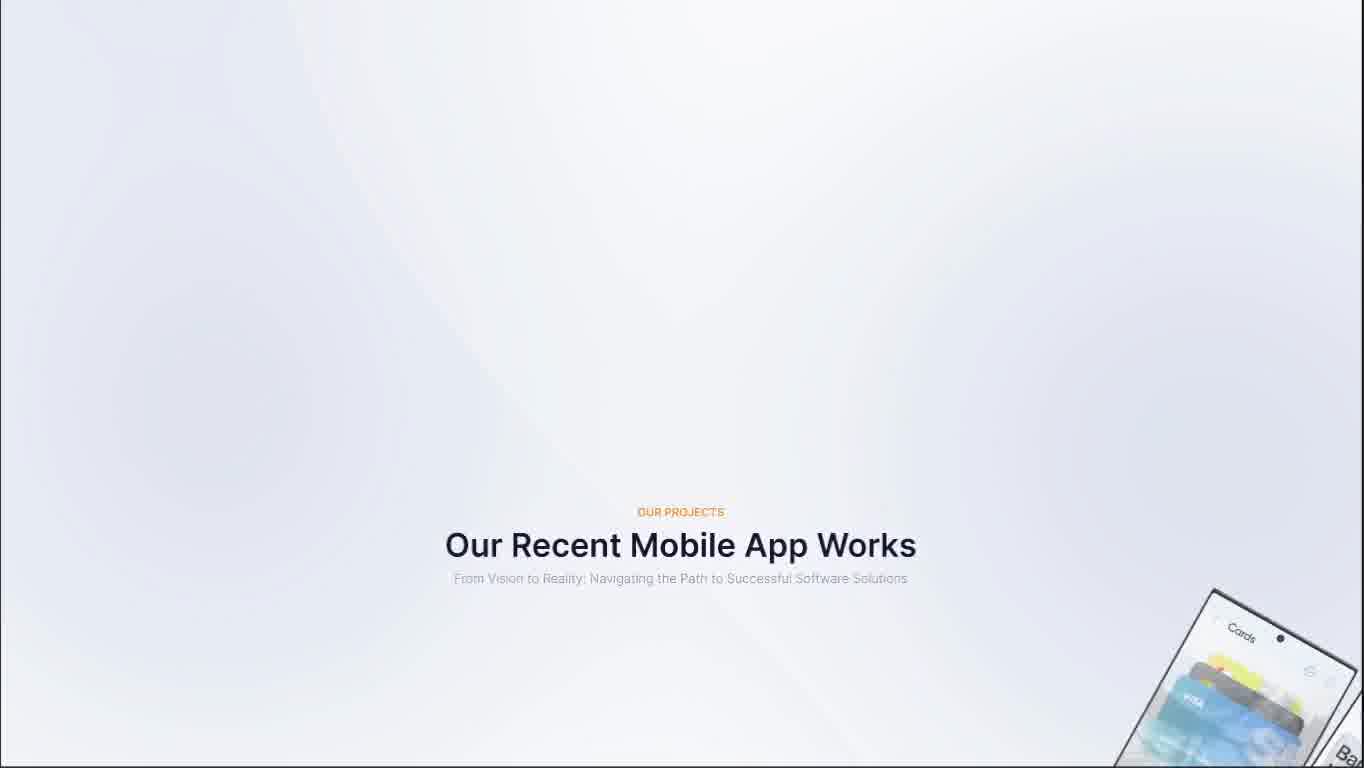 OUR PROJECTS
Our Recent Mobile App Works
From Vision to Reality: Navigating the Path to Successful Software Solutions
Cards
VISA